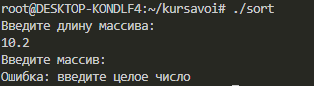 root@DESKTOP-KONDLF4:~/kursavoi# ./sort
Введите длину массива:
10.2
Введите массив:
Ошибка: введите целое число